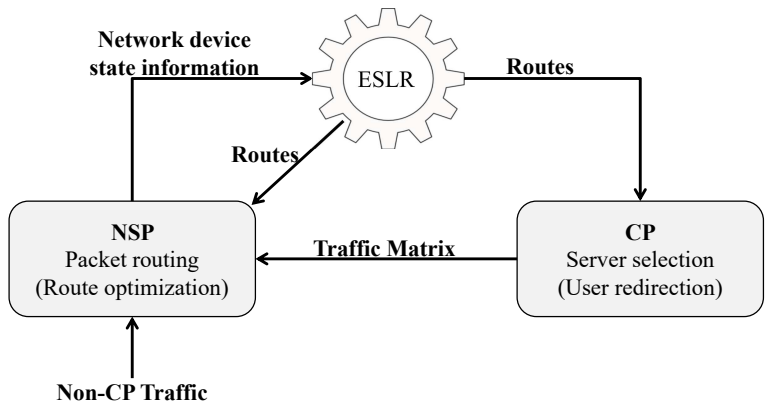 Network device
state information
ESLR
Routes
Routes
NSP
Packet routing
(Route optimization)
Traffic Matrix
CP
Server selection
(User redirection)
Non-CP Traffic